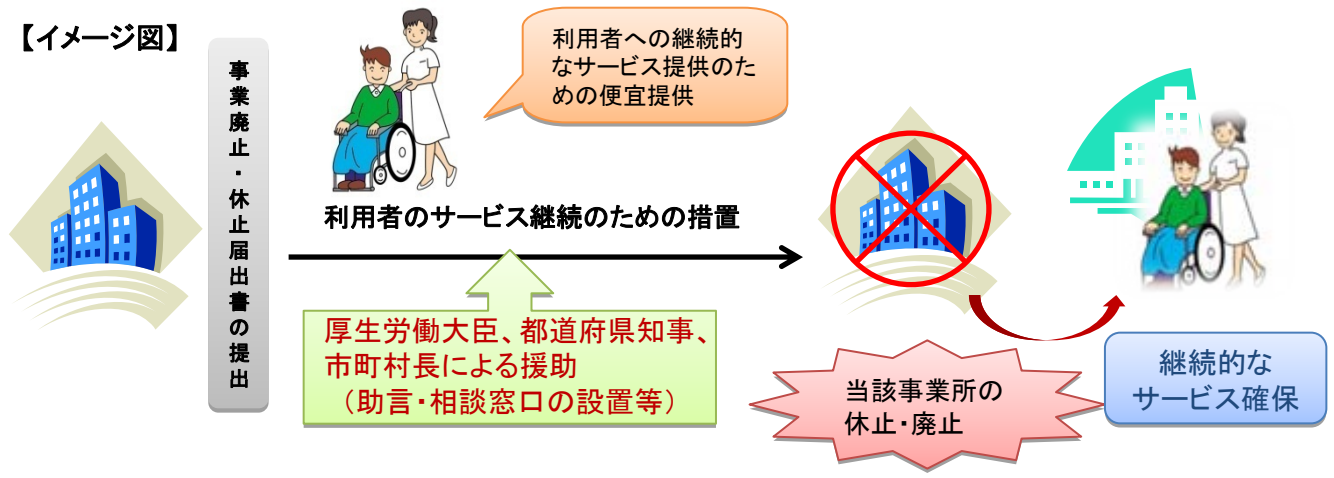 【イメージ図】
事業廃止・休止届出書の提出
利用者への継続的
なサービス提供のた
めの便宜提供
利用者のサービス継続のための措置
厚生労働大臣、都道府県知事、
市町村長による援助
（助言・相談窓口の設置等）
当該事業所の
休止・廃止
継続的な
サービス確保